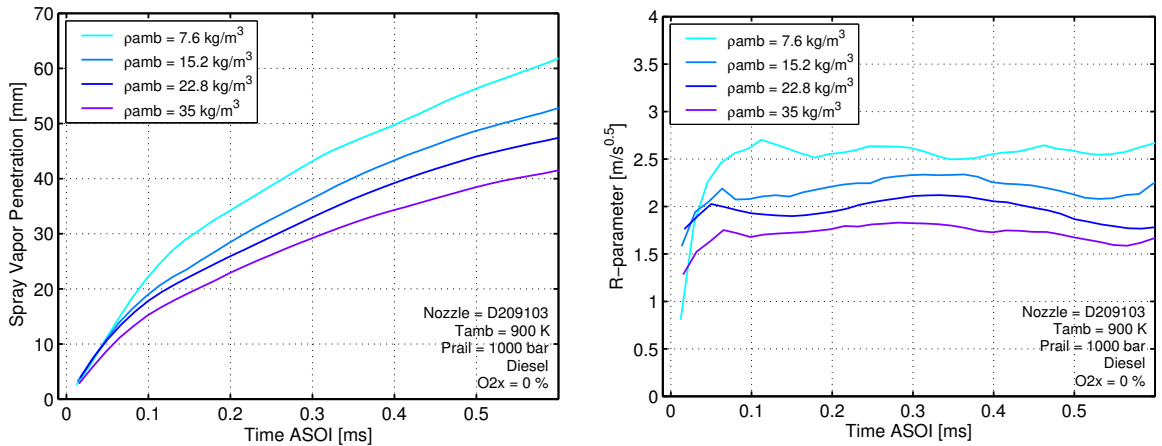 70
60
50
40
30
20
10
0
Spray Vapor Penetration [mm]
ρamb = 7.6 kg/m³
ρamb = 15.2 kg/m³
ρamb = 22.8 kg/m³
ρamb = 35 kg/m³
Nozzle = D209103
Tamb = 900 K
Prail = 1000 bar
Diesel
O2x = 0 %
0 0.1 0.2 0.3 0.4 0.5
Time ASOI [ms]
4
3.5
3
2.5
2
1.5
1
0.5
0
R−parameter [m/s^0.5]
ρamb = 7.6 kg/m³
ρamb = 15.2 kg/m³
ρamb = 22.8 kg/m³
ρamb = 35 kg/m³
Nozzle = D209103
Tamb = 900 K
Prail = 1000 bar
Diesel
O2x = 0 %
0 0.1 0.2 0.3 0.4 0.5
Time ASOI [ms]